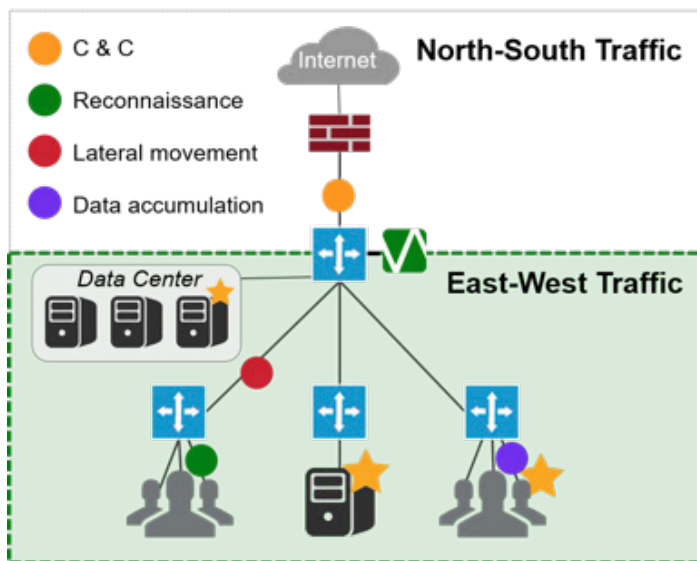 C & C
Internet
North-South Traffic
Reconnaissance
Lateral movement
Data accumulation
Data Center
East-West Traffic